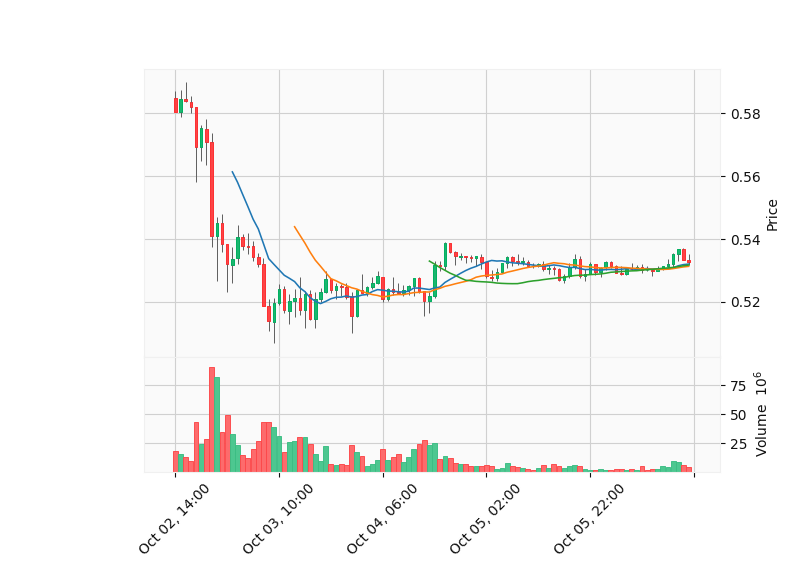 0.58
0.56
0.54
0.52
Price
75
50
25
Volume 10^6
Oct 02, 14:00
Oct 03, 10:00
Oct 04, 06:00
Oct 05, 02:00
Oct 05, 22:00